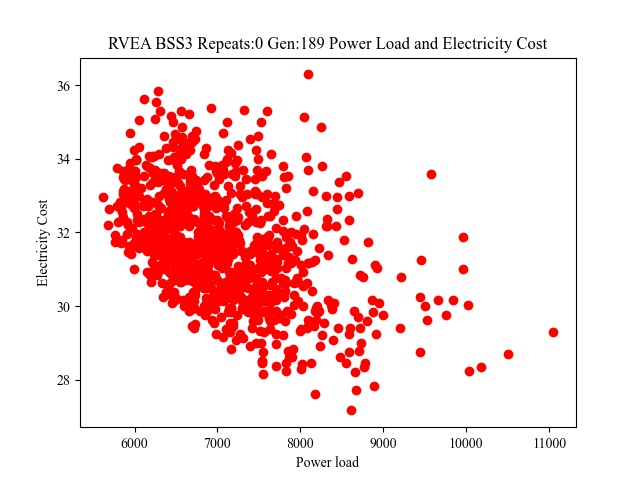 RVEA BSS3 Repeats:0 Gen:189 Power Load and Electricity Cost
36
34
32
30
28
Electricity Cost
6000 7000 8000 9000 10000 11000
Power load